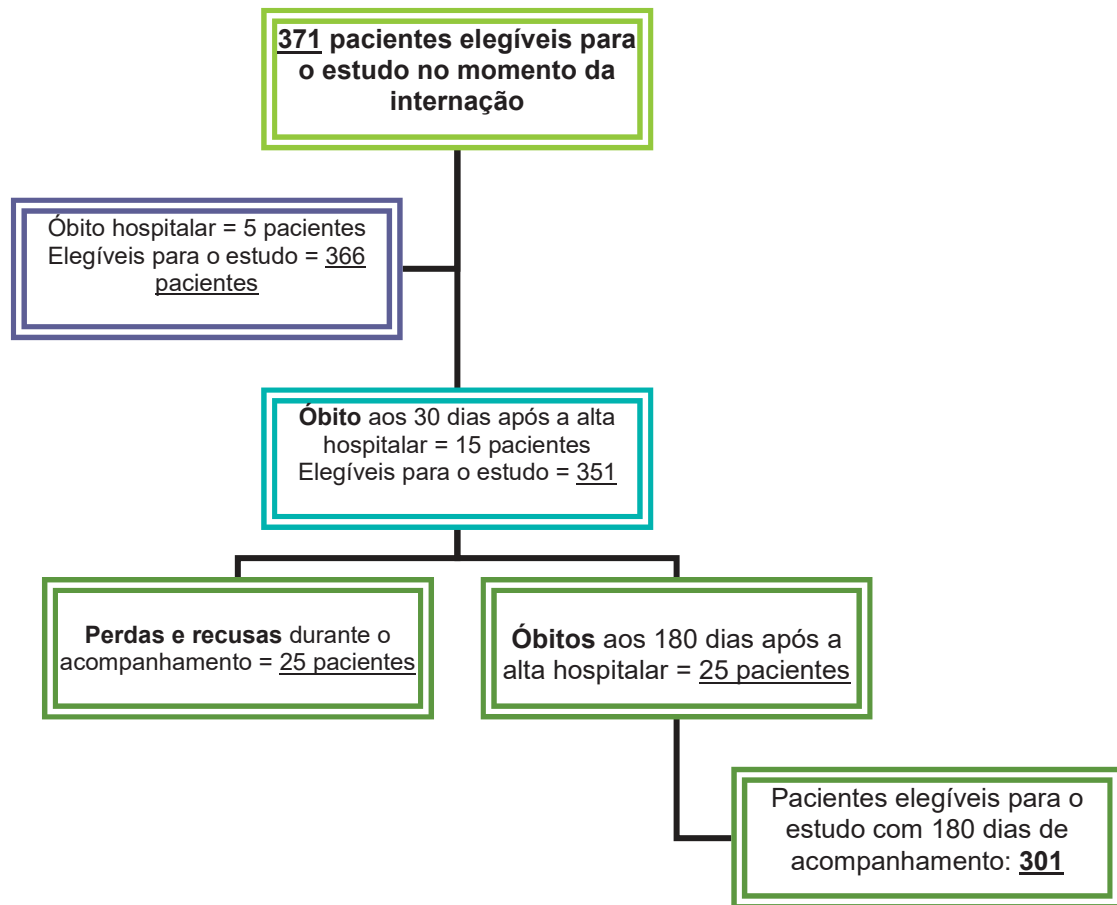 371 pacientes elegíveis para
o estudo no momento da
internação
Óbito hospitalar = 5 pacientes
Elegíveis para o estudo = 366
pacientes
Óbito aos 30 dias após a alta
hospitalar = 15 pacientes
Elegíveis para o estudo = 351
Perdas e recusas durante o
acompanhamento = 25 pacientes
Óbitos aos 180 dias após a
alta hospitalar = 25 pacientes
Pacientes elegíveis para o
estudo com 180 dias de
acompanhamento: 301